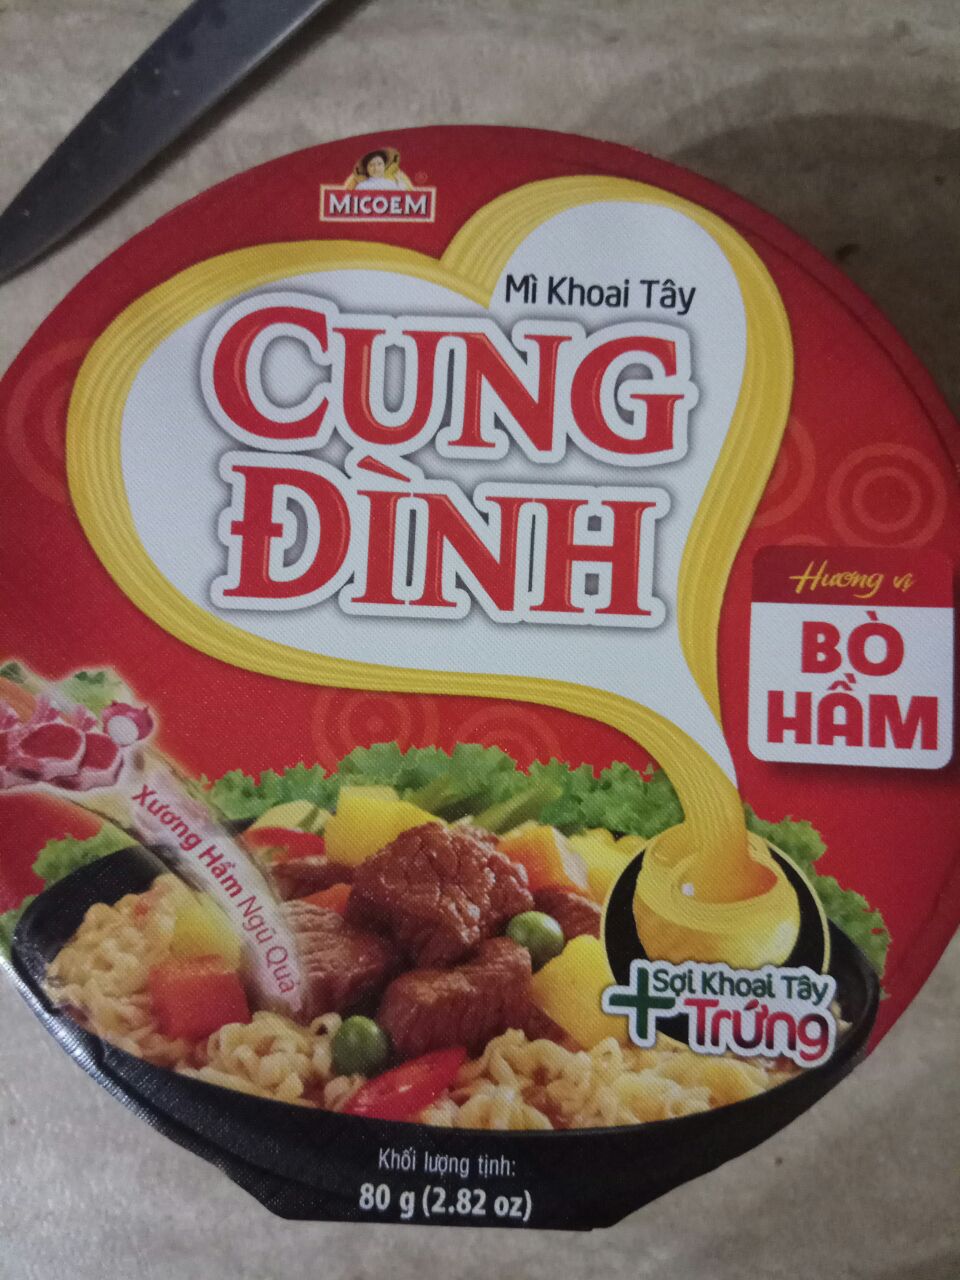 MICOEM
Mì Khoai Tây
CUNG
ĐÌNH
Hương vị
BÒ
HẦM
Xương Hầm Ngũ Quả
+Sợi Khoai Tây
Trứng
Khối lượng tịnh:
80 g (2.82 oz)